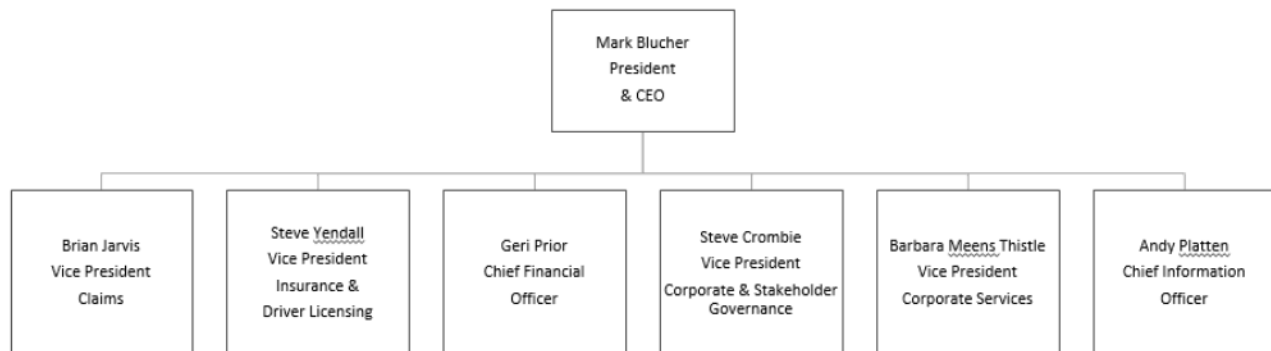 Mark Blucher
President
& CEO
Brian Jarvis
Vice President
Claims
Steve Yendall
Vice President
Insurance &
Driver Licensing
Geri Prior
Chief Financial
Officer
Steve Crombie
Vice President
Corporate & Stakeholder
Governance
Barbara Meens Thistle
Vice President
Corporate Services
Andy Platten
Chief Information
Officer